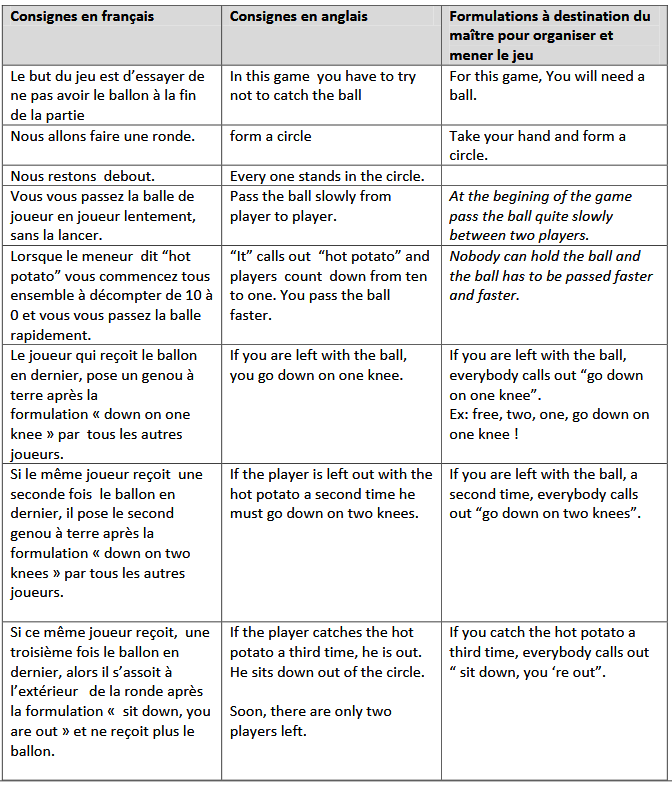 Consignes en français
Consignes en anglais
Formulations à destination du
maître pour organiser et
mener le jeu
Le but du jeu est d’essayer de
ne pas avoir le ballon à la fin
de la partie
In this game you have to try
not to catch the ball
For this game, You will need a
ball.
Nous allons faire une ronde.
form a circle
Take your hand and form a
circle.
Nous restons debout.
Every one stands in the circle.
Vous vous passez la balle de
joueur en joueur lentement,
sans la lancer.
Pass the ball slowly from
player to player.
At the begining of the game
pass the ball quite slowly
between two players.
Lorsque le meneur dit “hot
potato” vous commencez tous
ensemble à décompter de 10 à
0 et vous vous passez la balle
rapidement.
“It” calls out “hot potato” and
players count down from ten
to one. You pass the ball
faster.
Nobody can hold the ball and
the ball has to be passed faster
and faster.
Le joueur qui reçoit le ballon
en dernier, pose un genou à
terre après la
formulation « down on one
knee » par tous les autres
joueurs.
If you are left with the ball,
you go down on one knee.
If you are left with the ball,
everybody calls out “go down
on one knee”.
Ex: free, two, one, go down on
one knee !
Si le même joueur reçoit une
seconde fois le ballon en
dernier, il pose le second
genou à terre après la
formulation « down on two
knees » par tous les autres
joueurs.
If the player is left out with the
hot potato a second time he
must go down on two knees.
If you are left with the ball, a
second time, everybody calls
out “go down on two knees”.
Si ce même joueur reçoit, une
troisième fois le ballon en
dernier, alors il s’assoit à
l’extérieur de la ronde après
la formulation « sit down, you
are out » et ne reçoit plus le
ballon.
If the player catches the hot
potato a third time, he is out.
He sits down out of the circle.
Soon, there are only two
players left.
If you catch the hot potato a
third time, everybody calls out
“ sit down, you ‘re out”.